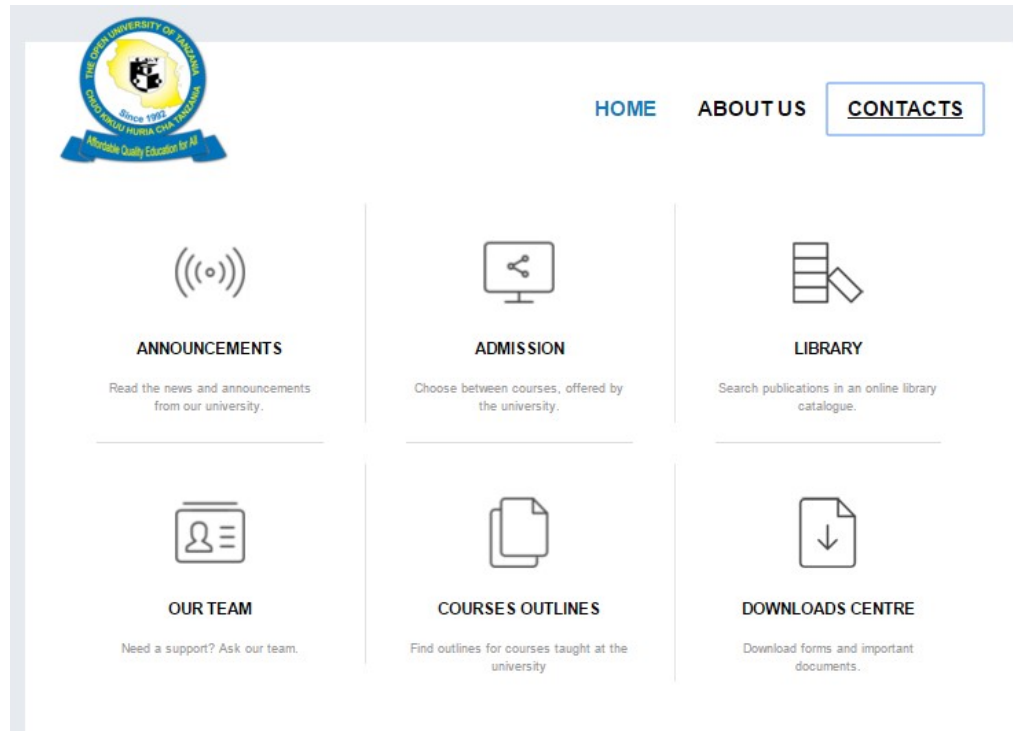 THE OPEN UNIVERSITY OF TANZANIA
CHUO KIKUU HURIA CHA TANZANIA
Since 1992
Affordable Quality Education for All
HOME ABOUT US CONTACTS
ANNOUNCEMENTS
Read the news and announcements
from our university.
ADMISSION
Choose between courses, offered by
the university.
LIBRARY
Search publications in an online library
catalogue.
OUR TEAM
Need a support? Ask our team.
COURSES OUTLINES
Find outlines for courses taught at the
university
DOWNLOADS CENTRE
Download forms and important
documents.